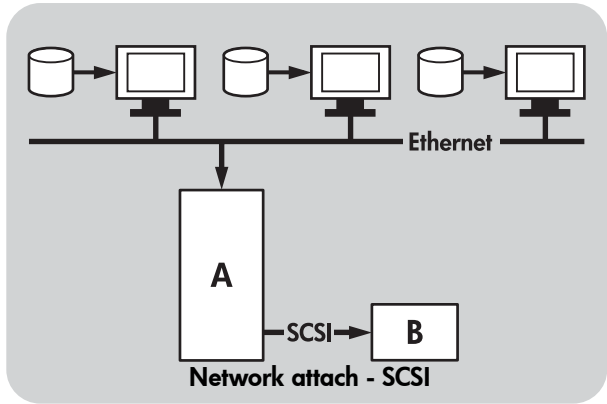 Ethernet
A
SCSI
B
Network attach - SCSI